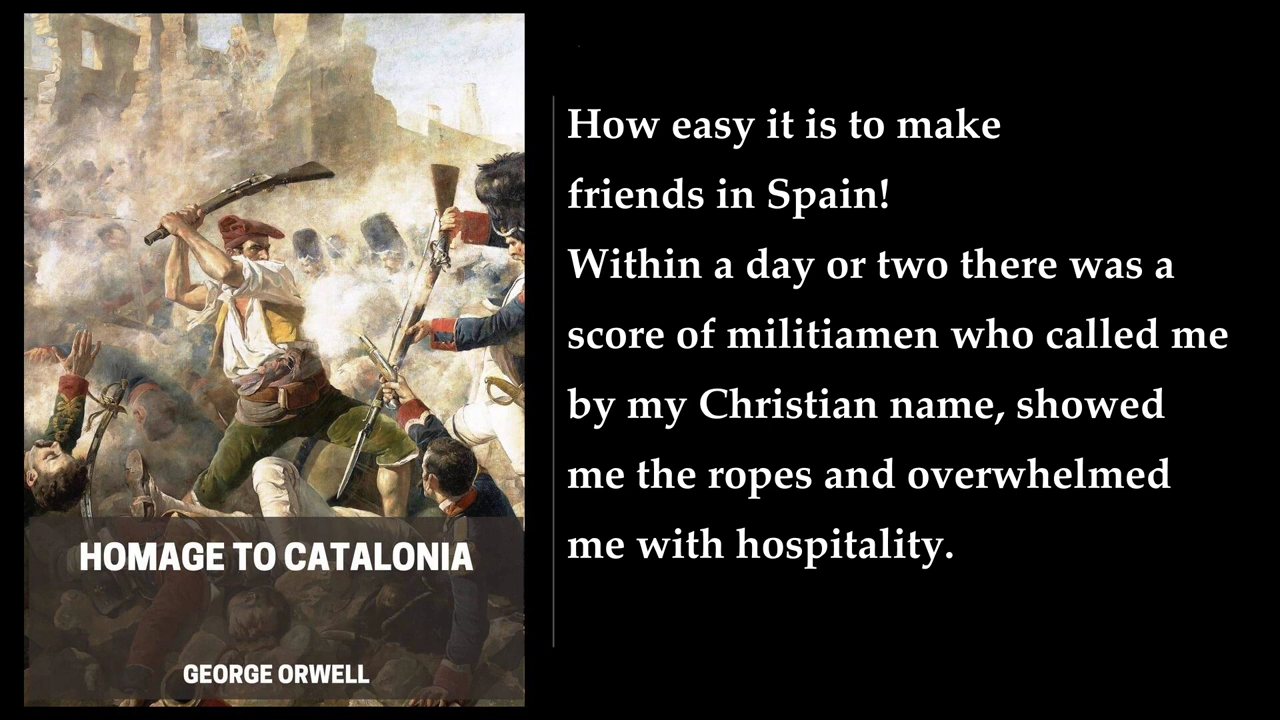 HOMAGE TO CATALONIA
GEORGE ORWELL
How easy it is to make
friends in Spain!
Within a day or two there was a
score of militiamen who called me
by my Christian name, showed
me the ropes and overwhelmed
me with hospitality.